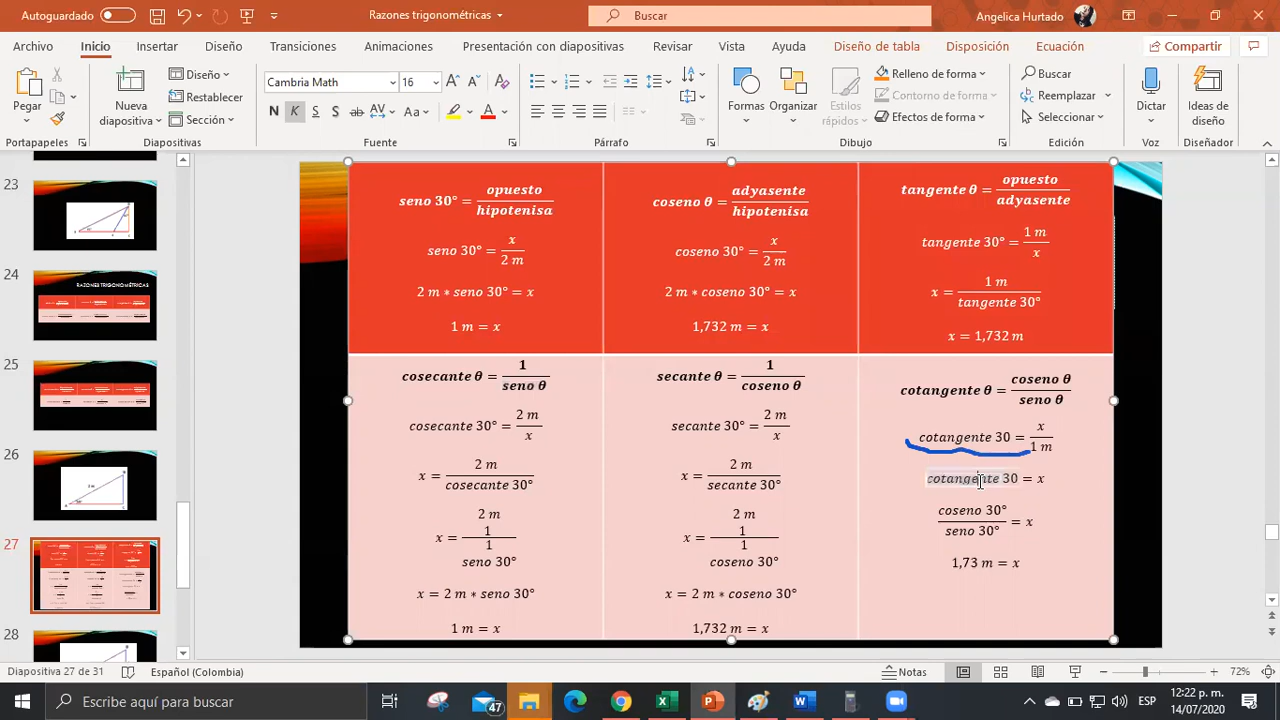 Autoguardado
Razones trigonométricas
Buscar
Angelica Hurtado
Archivo Inicio Insertar Diseño Transiciones Animaciones Presentación con diapositivas Revisar Vista Ayuda Diseño de tabla Disposición Ecuación Compartir
Pegar
Nueva diapositiva
Diseño
Restablecer
Sección
Cambria Math 16
N K S S ab AV Aa A
Formas
Organizar
Estilos rápidos
Relleno de forma
Contorno de forma
Efectos de forma
Buscar
Reemplazar
Seleccionar
Dictar
Ideas de diseño
Portapapeles Diapositivas Fuente Párrafo Dibujo Edición Voz Diseñador
23
24
RAZONES TRIGONOMÉTRICAS
25
26
27
28
seno 30° = opuesto / hipotenisa
seno 30° = x / 2 m
2 m * seno 30° = x
1 m = x
coseno θ = adyasente / hipotenisa
coseno 30° = x / 2 m
2 m * coseno 30° = x
1,732 m = x
tangente θ = opuesto / adyasente
tangente 30° = 1 m / x
x = 1 m / tangente 30°
x = 1,732 m
cosecante θ = 1 / seno θ
cosecante 30° = 2 m / x
x = 2 m / cosecante 30°
x = 2 m / 1 / 1 / seno 30°
x = 2 m * seno 30°
1 m = x
secante θ = 1 / coseno θ
secante 30° = 2 m / x
x = 2 m / secante 30°
x = 2 m / 1 / 1 / coseno 30°
x = 2 m * coseno 30°
1,732 m = x
cotangente θ = coseno θ / seno θ
cotangente 30 = x / 1 m
cotangente 30 = x
coseno 30° / seno 30° = x
1,73 m = x
Diapositiva 27 de 31
Español (Colombia)
Notas
72%
Escribe aquí para buscar
47
ESP
12:22 p. m.
14/07/2020